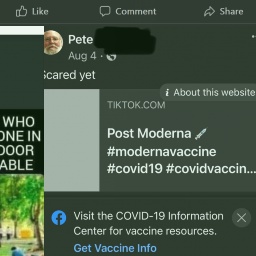 Like Comment Share
Pete
Aug 4 ·
Scared yet
i About this website
WHO
ONE IN
DOOR
ABLE
TIKTOK.COM
Post Moderna
#modernavaccine
#covid19 #covidvaccin...
Visit the COVID-19 Information
Center for vaccine resources.
Get Vaccine Info